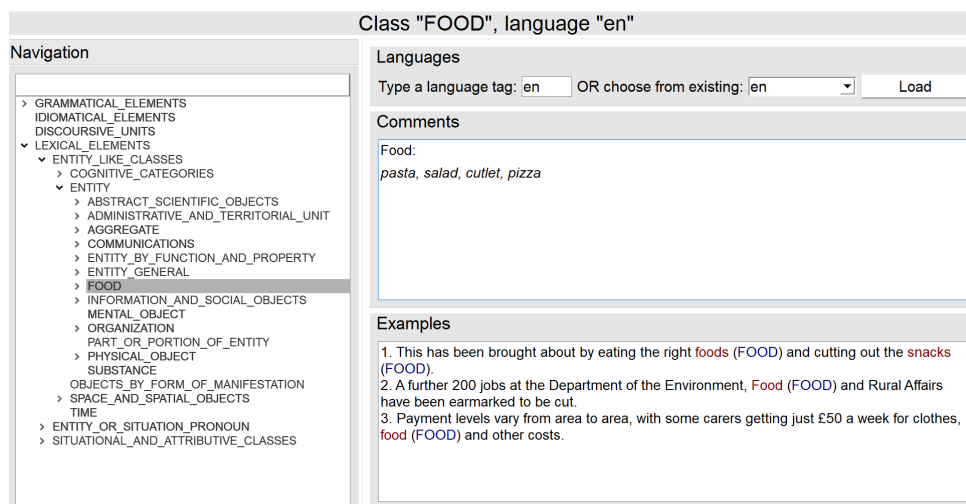 Class "FOOD", language "en"
Navigation
GRAMMATICAL_ELEMENTS
IDIOMATICAL_ELEMENTS
DISCOURSIVE_UNITS
LEXICAL_ELEMENTS
ENTITY_LIKE_CLASSES
COGNITIVE_CATEGORIES
ENTITY
ABSTRACT_SCIENTIFIC_OBJECTS
ADMINISTRATIVE_AND_TERRITORIAL_UNIT
AGGREGATE
COMMUNICATIONS
ENTITY_BY_FUNCTION_AND_PROPERTY
ENTITY_GENERAL
FOOD
INFORMATION_AND_SOCIAL_OBJECTS
MENTAL_OBJECT
ORGANIZATION
PART_OR_PORTION_OF_ENTITY
PHYSICAL_OBJECT
SUBSTANCE
OBJECTS_BY_FORM_OF_MANIFESTATION
SPACE_AND_SPATIAL_OBJECTS
TIME
ENTITY_OR_SITUATION_PRONOUN
SITUATIONAL_AND_ATTRIBUTIVE_CLASSES
Languages
Type a language tag: en OR choose from existing: en Load
Comments
Food:
pasta, salad, cutlet, pizza
Examples
1. This has been brought about by eating the right foods (FOOD) and cutting out the snacks
(FOOD).
2. A further 200 jobs at the Department of the Environment, Food (FOOD) and Rural Affairs
have been earmarked to be cut.
3. Payment levels vary from area to area, with some carers getting just £50 a week for clothes,
food (FOOD) and other costs.